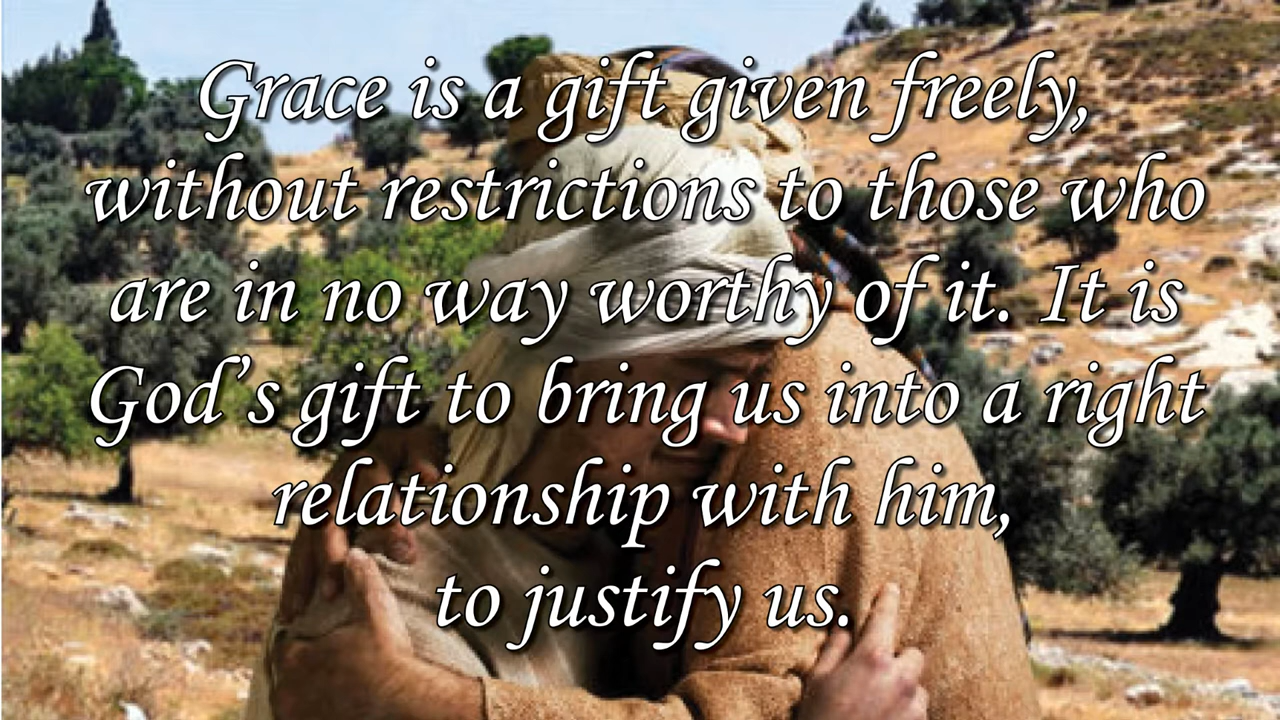 Grace is a gift given freely,
without restrictions to those who
are in no way worthy of it. It is
God’s gift to bring us into a right
relationship with him,
to justify us.